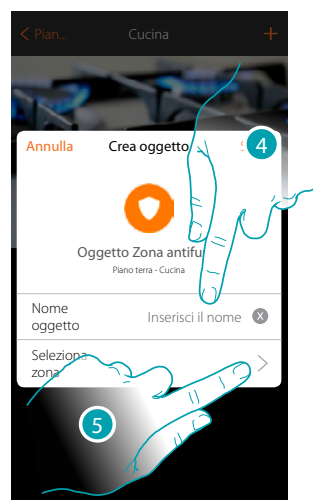 Pian... Cucina
Annulla Crea oggetto S
4
Oggetto Zona antifu
Piano terra - Cucina
Nome
oggetto
Inserisci il nome
Seleziona
zona
5